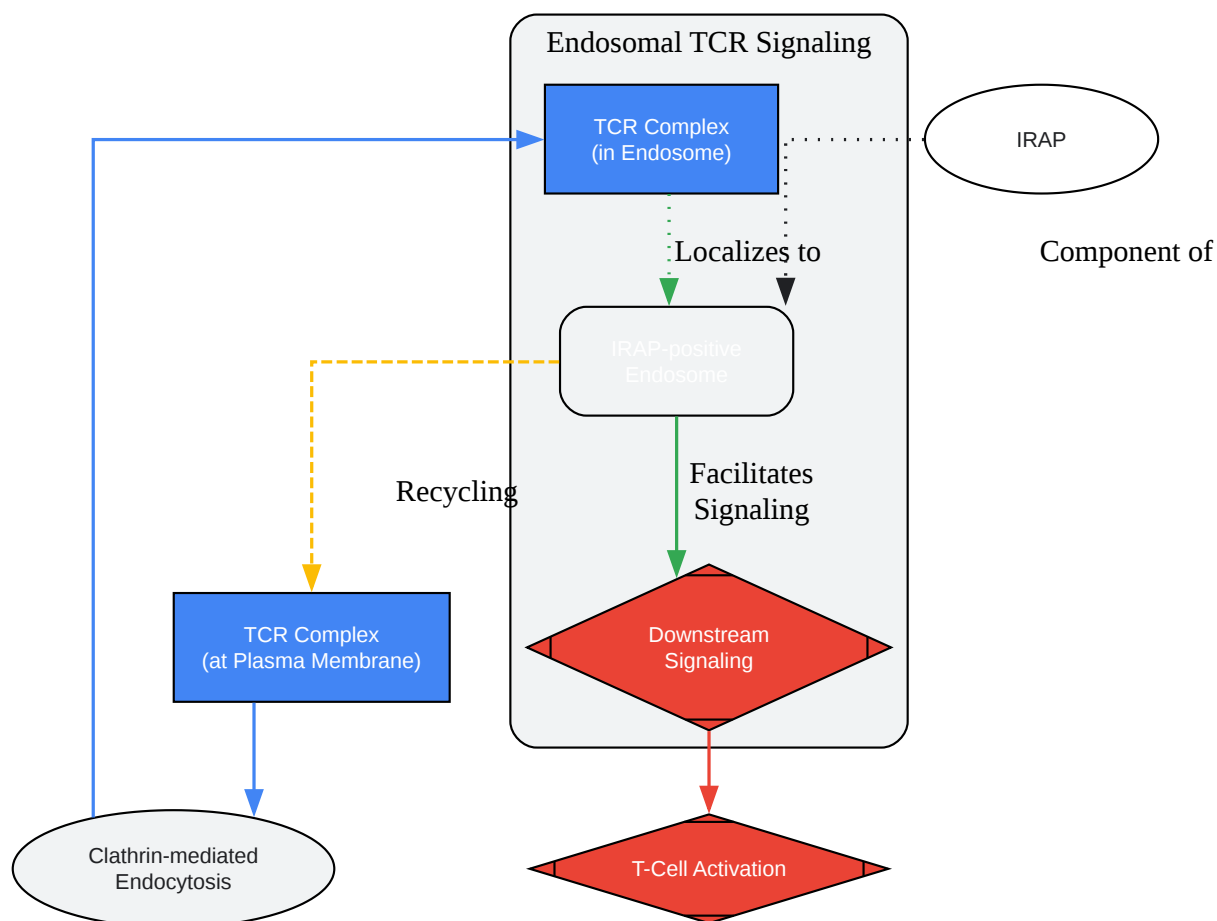 Endosomal TCR Signaling
TCR Complex
(in Endosome)
IRAP
Localizes to
Component of
IRAP-positive
Endosome
Recycling
Facilitates
Signaling
TCR Complex
(at Plasma Membrane)
Downstream
Signaling
Clathrin-mediated
Endocytosis
T-Cell Activation